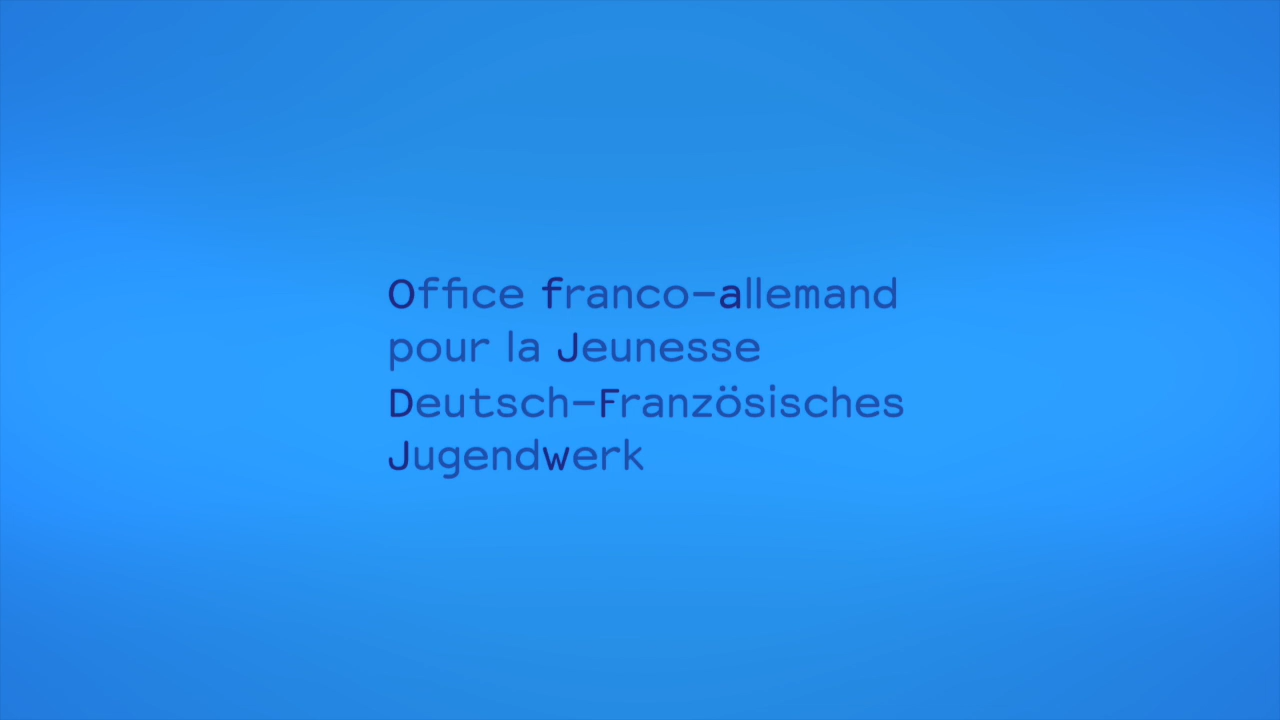 Office franco-allemand
pour la Jeunesse
Deutsch-Französisches
Jugendwerk